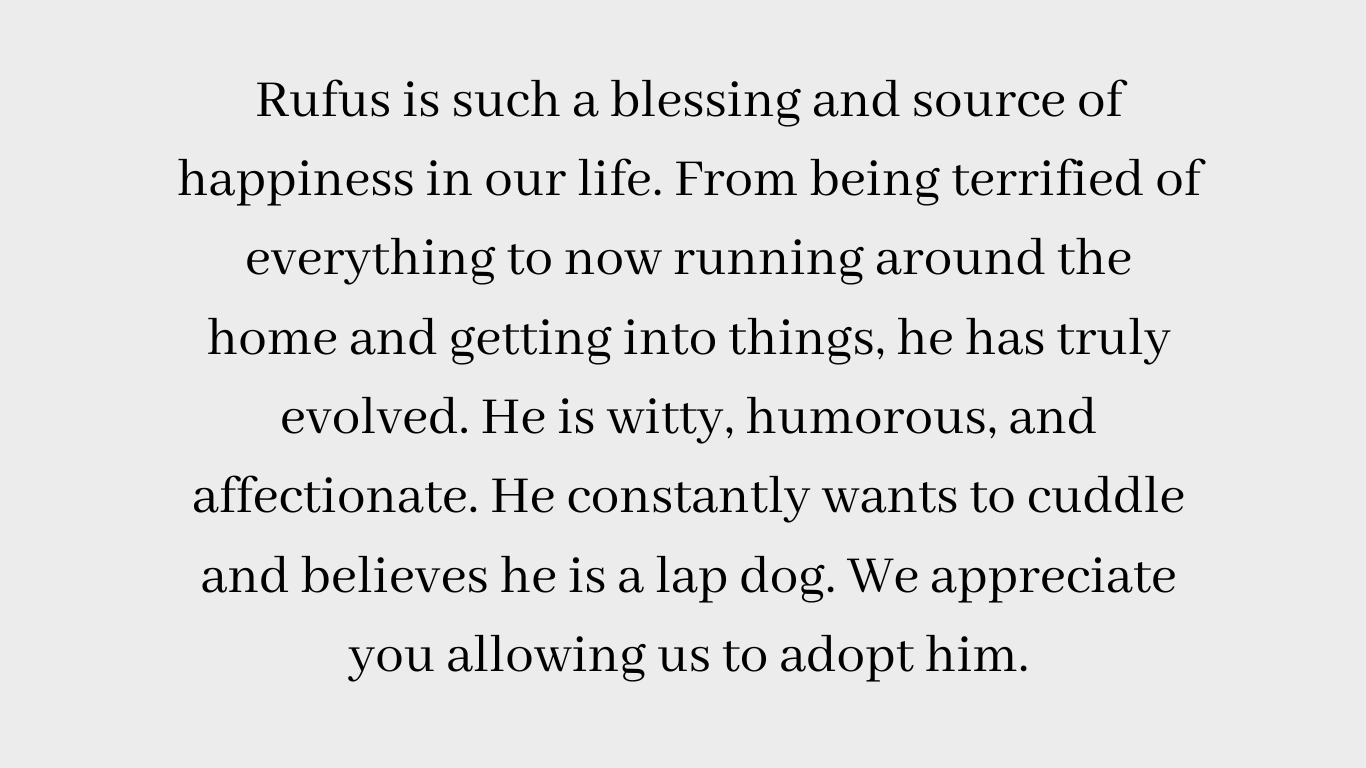 Rufus is such a blessing and source of
happiness in our life. From being terrified of
everything to now running around the
home and getting into things, he has truly
evolved. He is witty, humorous, and
affectionate. He constantly wants to cuddle
and believes he is a lap dog. We appreciate
you allowing us to adopt him.